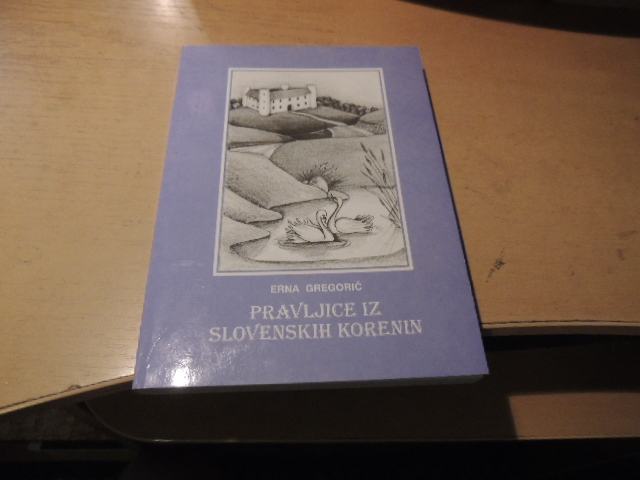 ERNA GREGORIČ
PRAVLJICE IZ
SLOVENSKIH KORENIN